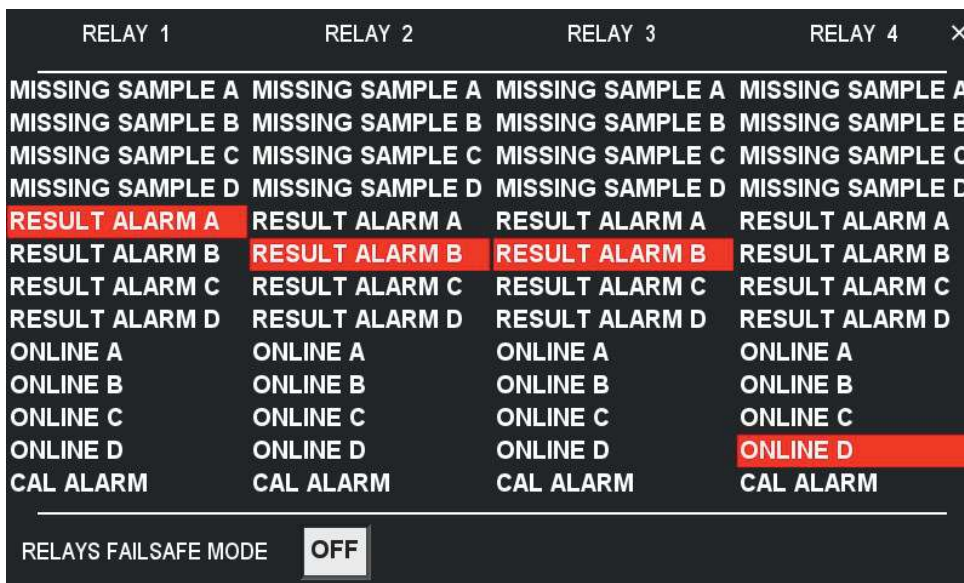 RELAY 1 RELAY 2 RELAY 3 RELAY 4 ×
MISSING SAMPLE A MISSING SAMPLE A MISSING SAMPLE A MISSING SAMPLE A
MISSING SAMPLE B MISSING SAMPLE B MISSING SAMPLE B MISSING SAMPLE B
MISSING SAMPLE C MISSING SAMPLE C MISSING SAMPLE C MISSING SAMPLE C
MISSING SAMPLE D MISSING SAMPLE D MISSING SAMPLE D MISSING SAMPLE D
RESULT ALARM A RESULT ALARM A RESULT ALARM A RESULT ALARM A
RESULT ALARM B RESULT ALARM B RESULT ALARM B RESULT ALARM B
RESULT ALARM C RESULT ALARM C RESULT ALARM C RESULT ALARM C
RESULT ALARM D RESULT ALARM D RESULT ALARM D RESULT ALARM D
ONLINE A ONLINE A ONLINE A ONLINE A
ONLINE B ONLINE B ONLINE B ONLINE B
ONLINE C ONLINE C ONLINE C ONLINE C
ONLINE D ONLINE D ONLINE D ONLINE D
CAL ALARM CAL ALARM CAL ALARM CAL ALARM
RELAYS FAILSAFE MODE OFF